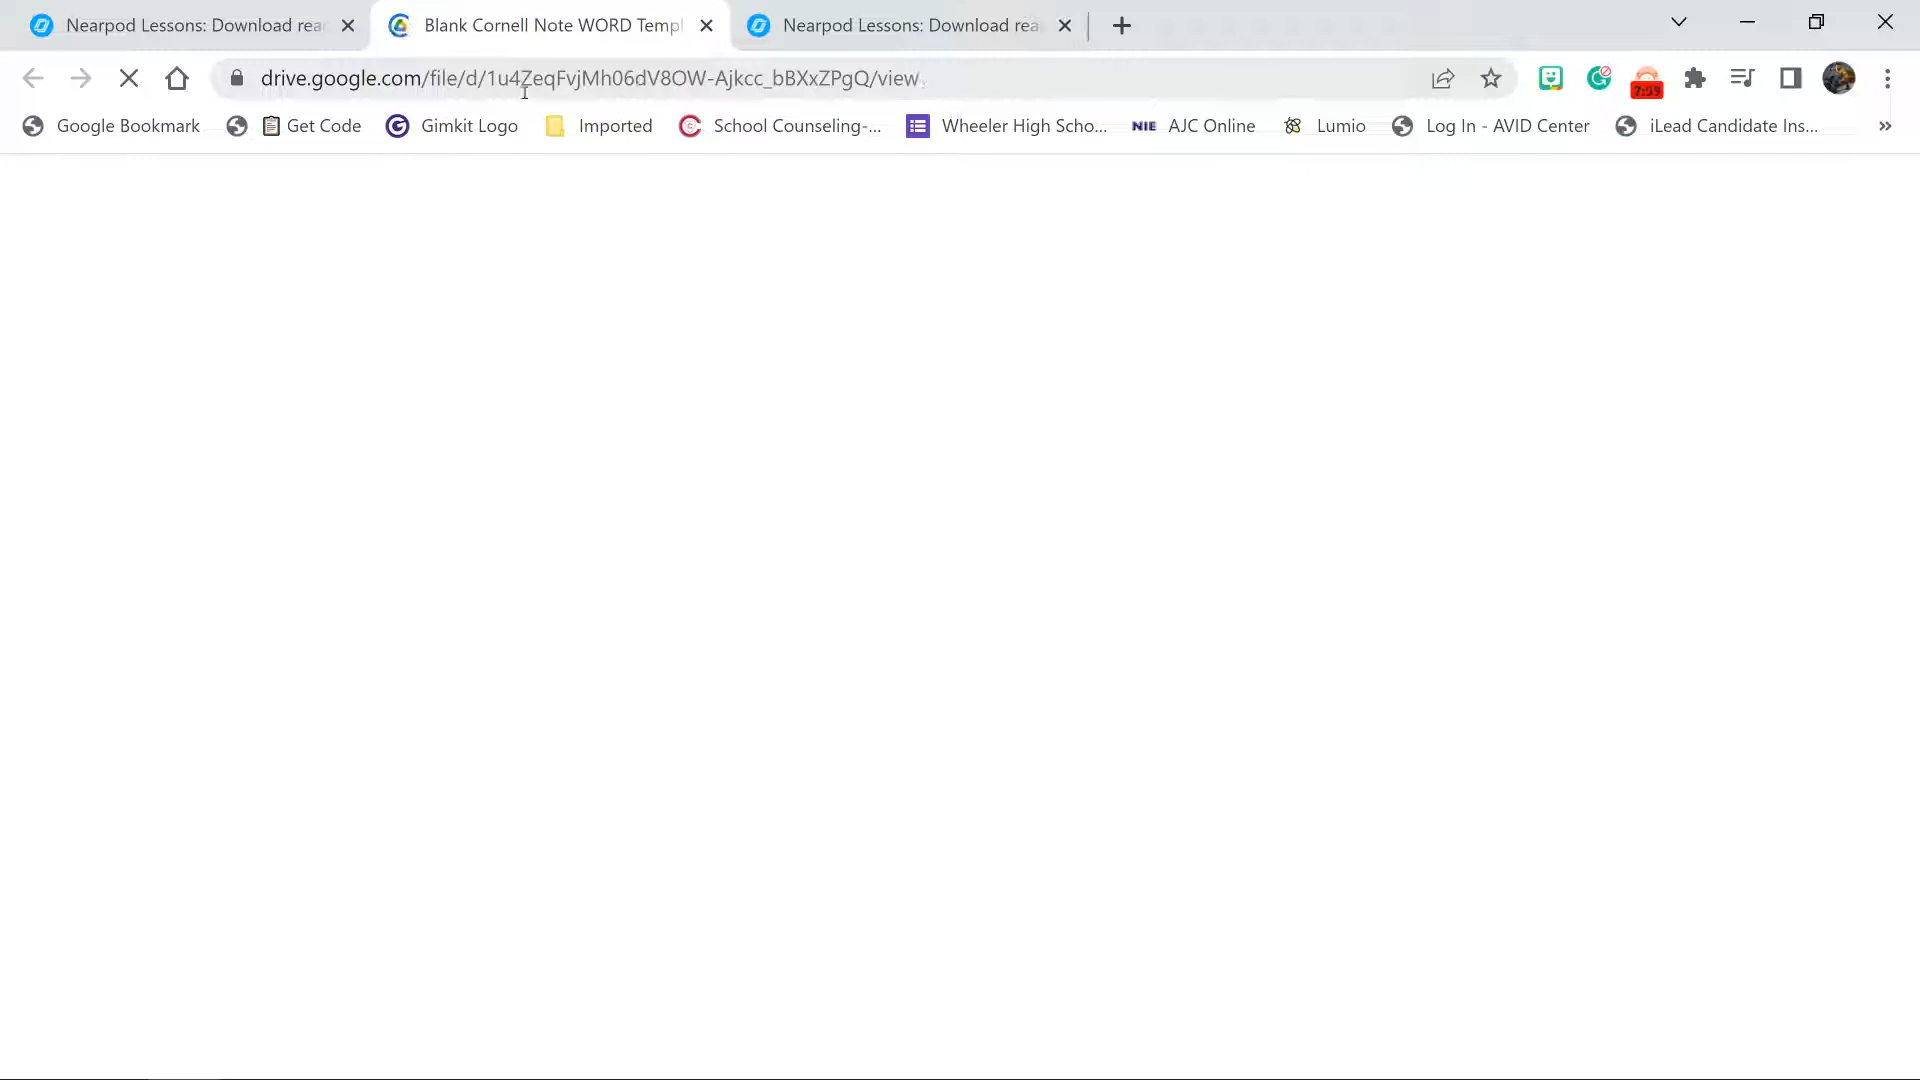 Nearpod Lessons: Download rea
Blank Cornell Note WORD Templ
Nearpod Lessons: Download rea
drive.google.com/file/d/1u4ZeqFvjMh06dV8OW-Ajkcc_bBXxZPgQ/view
7:59
Google Bookmark
Get Code
Gimkit Logo
Imported
School Counseling-...
Wheeler High Scho...
NIE AJC Online
Lumio
Log In - AVID Center
iLead Candidate Ins...